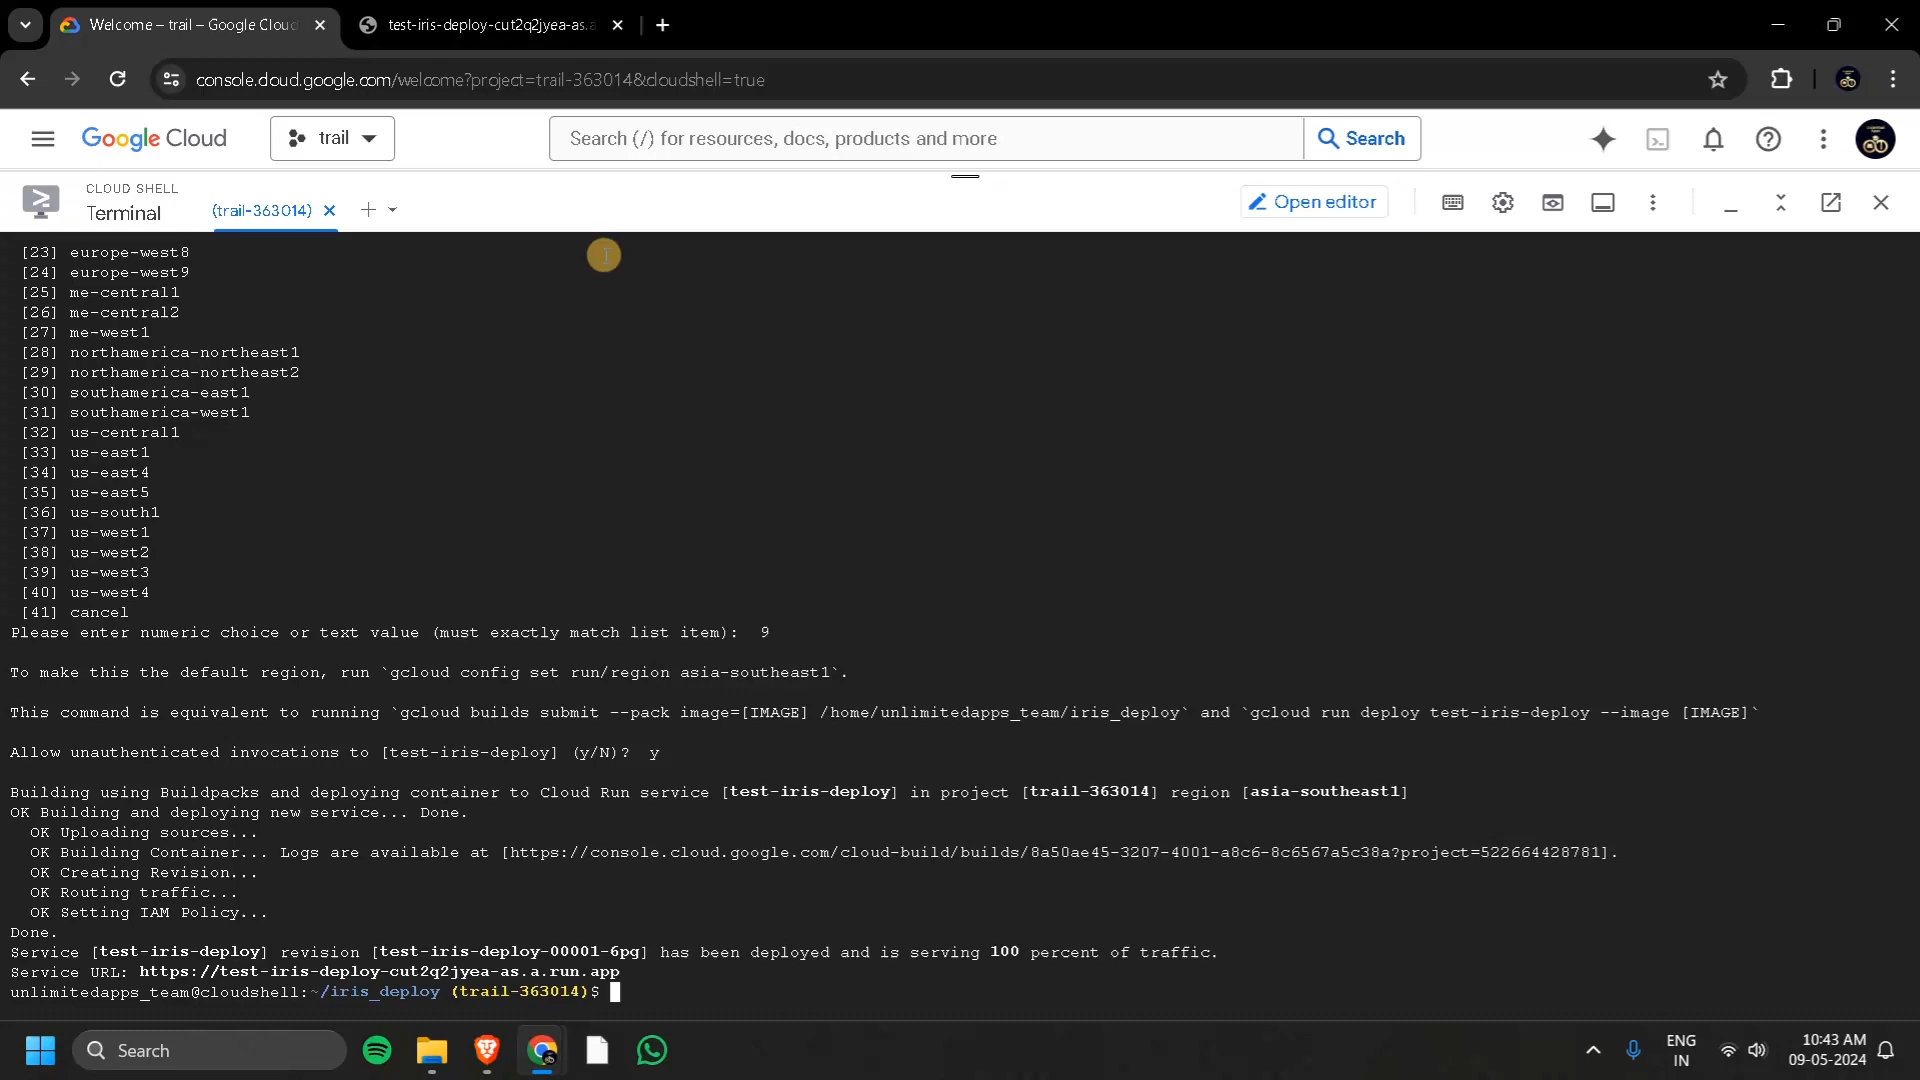 Welcome – trail – Google Cloud
test-iris-deploy-cut2q2jyea-as.a
console.cloud.google.com/welcome?project=trail-363014&cloudshell=true
Google Cloud
trail
Search (/) for resources, docs, products and more
Search
CLOUD SHELL
Terminal
(trail-363014)
Open editor
[23] europe-west8
[24] europe-west9
[25] me-central1
[26] me-central2
[27] me-west1
[28] northamerica-northeast1
[29] northamerica-northeast2
[30] southamerica-east1
[31] southamerica-west1
[32] us-central1
[33] us-east1
[34] us-east4
[35] us-east5
[36] us-south1
[37] us-west1
[38] us-west2
[39] us-west3
[40] us-west4
[41] cancel
Please enter numeric choice or text value (must exactly match list item):  9
To make this the default region, run `gcloud config set run/region asia-southeast1`.
This command is equivalent to running `gcloud builds submit --pack image=[IMAGE] /home/unlimitedapps_team/iris_deploy` and `gcloud run deploy test-iris-deploy --image [IMAGE]`
Allow unauthenticated invocations to [test-iris-deploy] (y/N)?  y
Building using Buildpacks and deploying container to Cloud Run service [test-iris-deploy] in project [trail-363014] region [asia-southeast1]
OK Building and deploying new service... Done.
OK Uploading sources...
OK Building Container... Logs are available at [https://console.cloud.google.com/cloud-build/builds/8a50ae45-3207-4001-a8c6-8c6567a5c38a?project=522664428781].
OK Creating Revision...
OK Routing traffic...
OK Setting IAM Policy...
Done.
Service [test-iris-deploy] revision [test-iris-deploy-00001-6pg] has been deployed and is serving 100 percent of traffic.
Service URL: https://test-iris-deploy-cut2q2jyea-as.a.run.app
unlimitedapps_team@cloudshell:~/iris_deploy (trail-363014)$
Search
ENG
IN
10:43 AM
09-05-2024